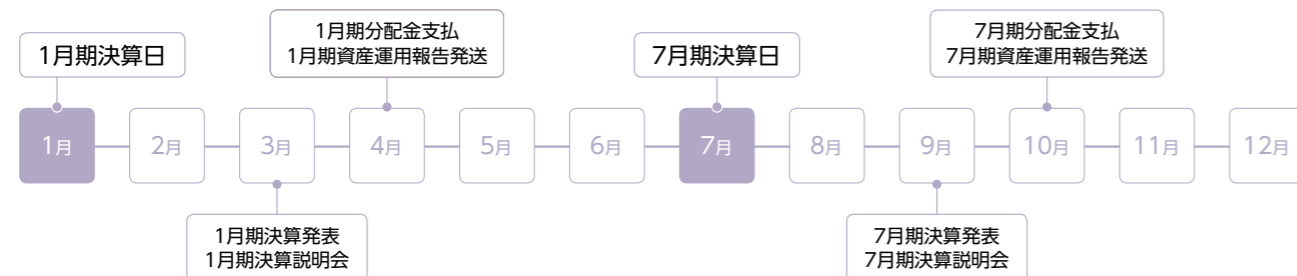 1月期決算日
1月期分配金支払
1月期資産運用報告発送
7月期決算日
7月期分配金支払
7月期資産運用報告発送
1月
2月
3月
4月
5月
6月
7月
8月
9月
10月
11月
12月
1月期決算発表
1月期決算説明会
7月期決算発表
7月期決算説明会